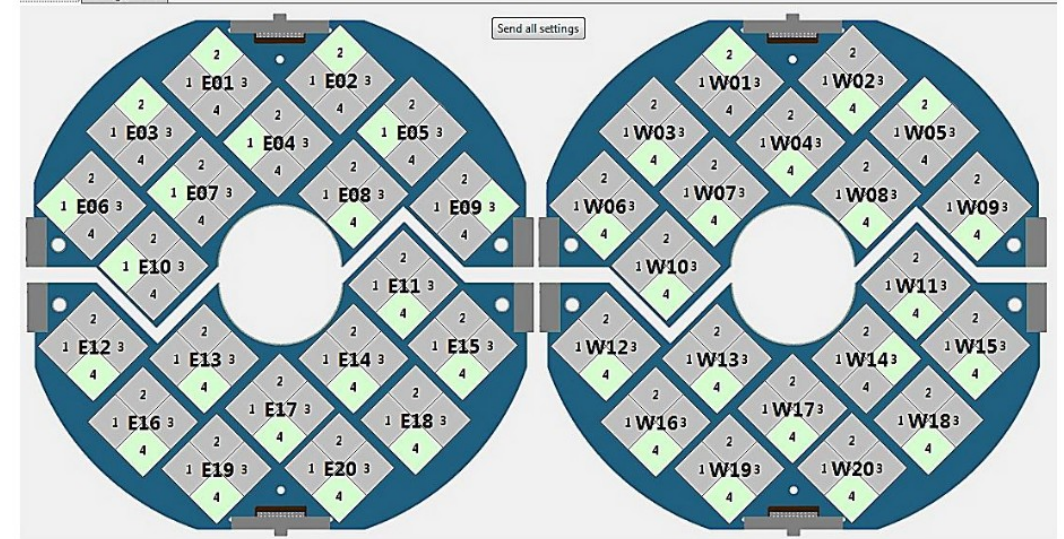 Send all settings
2
1 E01 3
4
2
1 E02 3
4
2
1 E03 3
4
2
1 E04 3
4
2
1 E05 3
4
2
1 E06 3
4
2
1 E07 3
4
2
1 E08 3
4
2
1 E09 3
4
2
1 E10 3
4
2
1 E11 3
4
2
1 E12 3
4
2
1 E13 3
4
2
1 E14 3
4
2
1 E15 3
4
2
1 E16 3
4
2
1 E17 3
4
2
1 E18 3
4
2
1 E19 3
4
2
1 E20 3
4
2
1 W01 3
4
2
1 W02 3
4
2
1 W03 3
4
2
1 W04 3
4
2
1 W05 3
4
2
1 W06 3
4
2
1 W07 3
4
2
1 W08 3
4
2
1 W09 3
4
2
1 W10 3
4
2
1 W11 3
4
2
1 W12 3
4
2
1 W13 3
4
2
1 W14 3
4
2
1 W15 3
4
2
1 W16 3
4
2
1 W17 3
4
2
1 W18 3
4
2
1 W19 3
4
2
1 W20 3
4